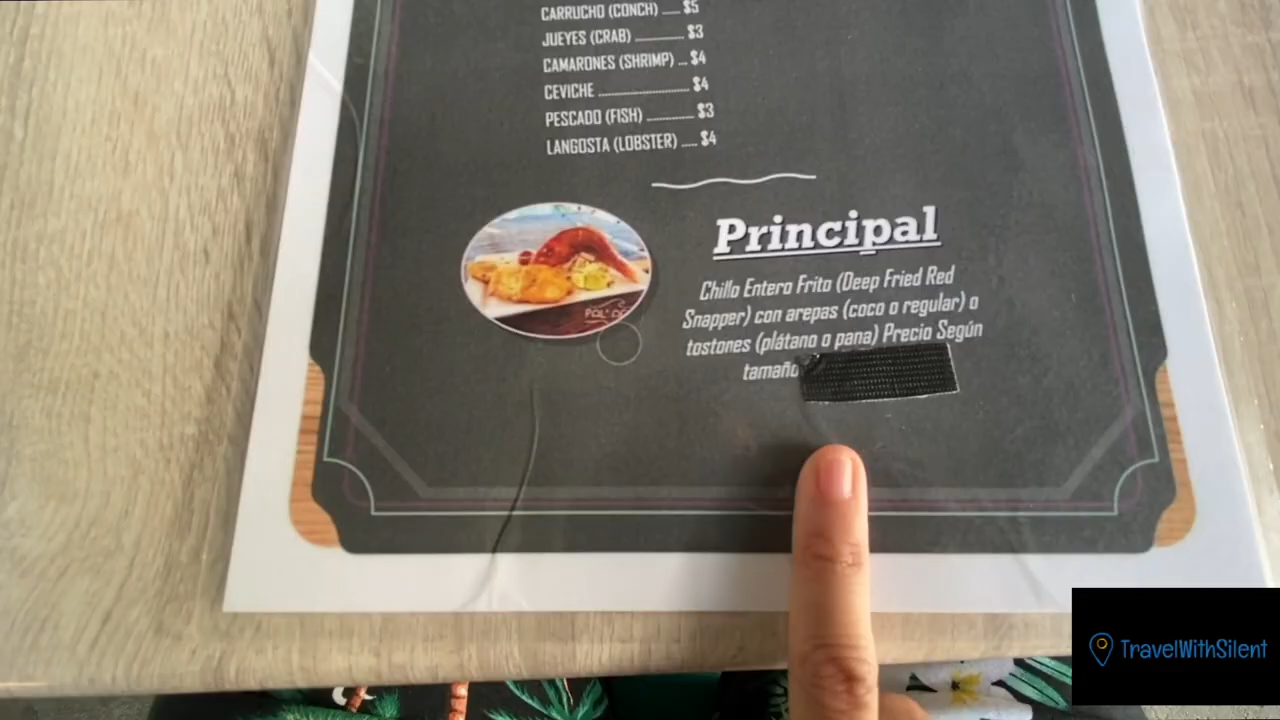 CARRUCHO (CONCH) .... $5
JUEYES (CRAB) ............ $3
CAMARONES (SHRIMP) .. $4
CEVICHE ...................... $4
PESCADO (FISH) ........... $3
LANGOSTA (LOBSTER) .... $4
Principal
Chillo Entero Frito (Deep Fried Red
Snapper) con arepas (coco o regular) o
tostones (plátano o pana) Precio Según
tamaño
TravelWithSilent